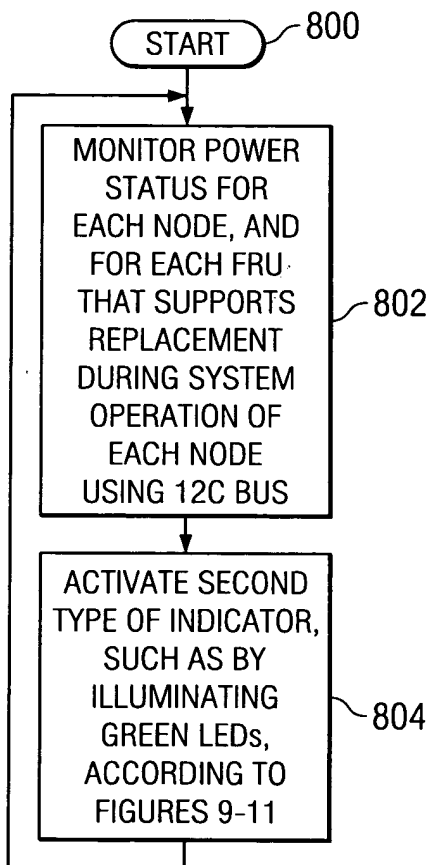 START
800
MONITOR POWER
STATUS FOR
EACH NODE, AND
FOR EACH FRU
THAT SUPPORTS
REPLACEMENT
DURING SYSTEM
OPERATION OF
EACH NODE
USING 12C BUS
802
ACTIVATE SECOND
TYPE OF INDICATOR,
SUCH AS BY
ILLUMINATING
GREEN LEDs,
ACCORDING TO
FIGURES 9-11
804